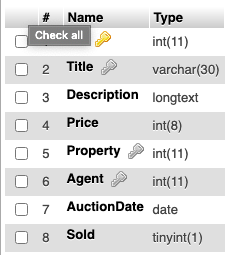 # Name Type
Check all int(11)
2 Title varchar(30)
3 Description longtext
4 Price int(8)
5 Property int(11)
6 Agent int(11)
7 AuctionDate date
8 Sold tinyint(1)